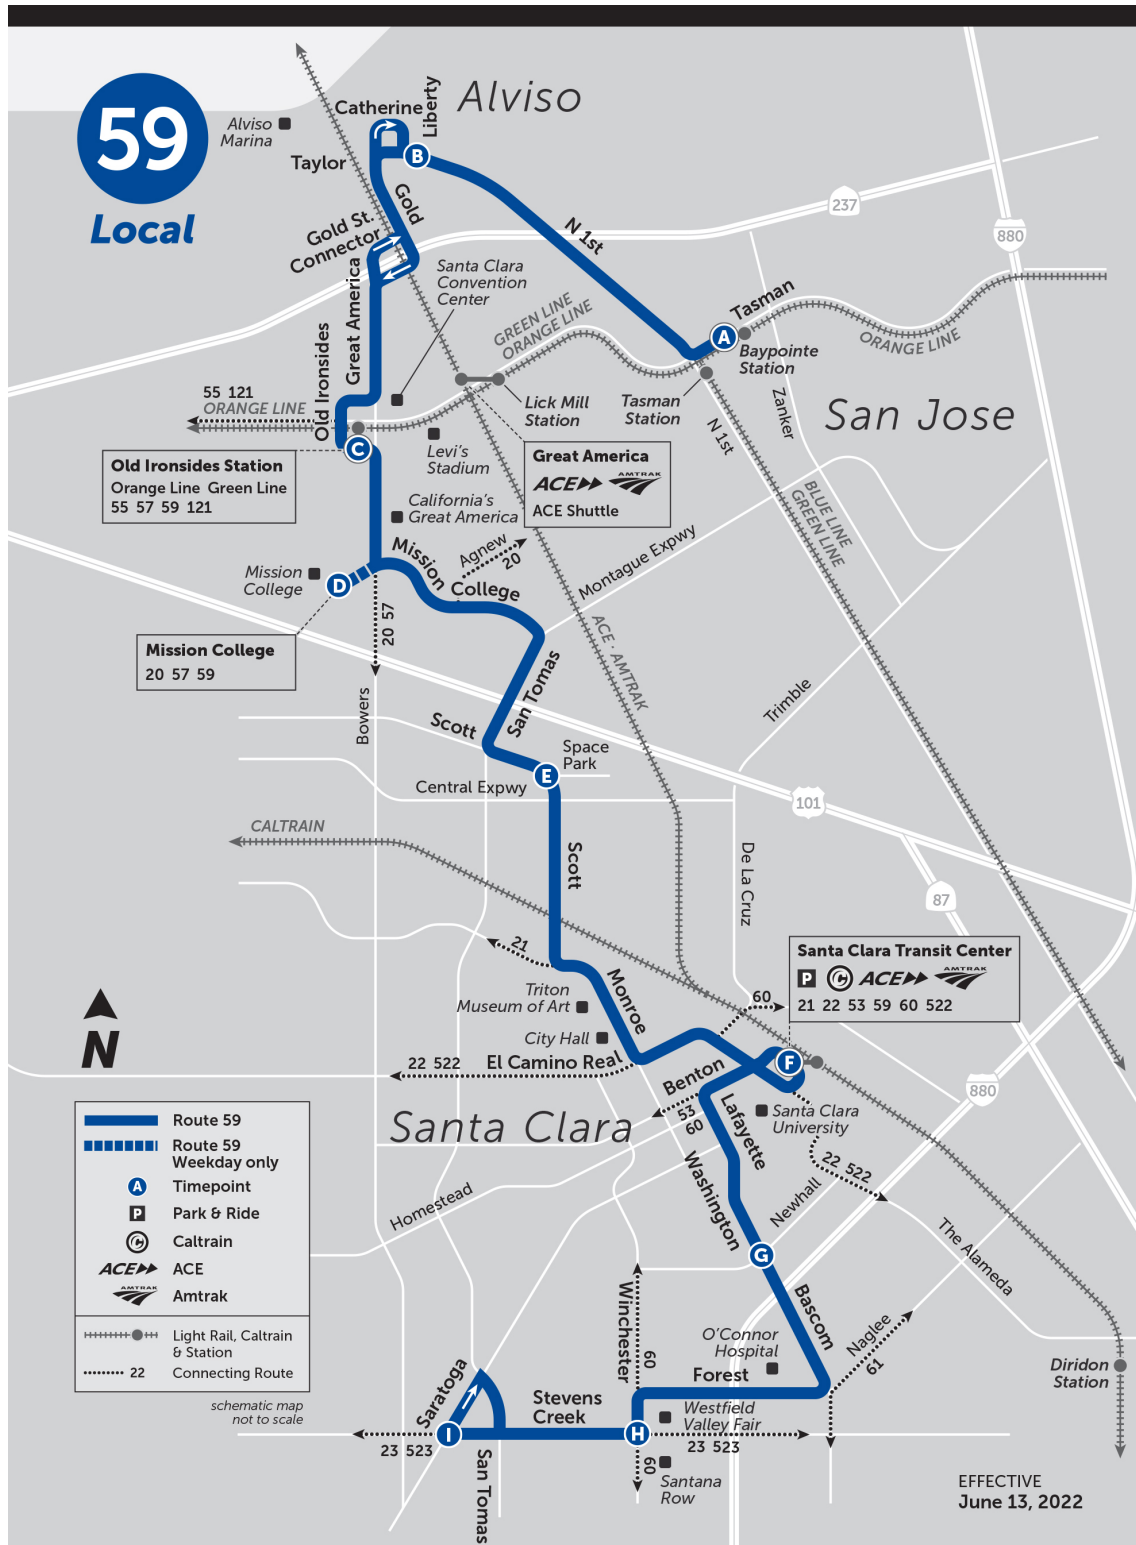 59
Local
Alviso
Catherine
Liberty
Alviso
Marina
Taylor
B
Gold
Gold St.
Connector
N 1st
237
880
Great America
Santa Clara
Convention
Center
GREEN LINE
ORANGE LINE
Tasman
A
Baypointe
Station
ORANGE LINE
Old Ironsides
55 121
ORANGE LINE
Lick Mill
Station
Tasman
Station
Zanker
San Jose
N 1st
C
Levi's
Stadium
Old Ironsides Station
Orange Line Green Line
55 57 59 121
Great America
ACE
AMTRAK
ACE Shuttle
California's
Great America
BLUE LINE
GREEN LINE
Mission
College
Agnew
20
Montague Expwy
Mission
College
D
20 57
Mission College
20 57 59
ACE · AMTRAK
San Tomas
Trimble
Bowers
Scott
Space
Park
E
Central Expwy
101
CALTRAIN
Scott
De La Cruz
87
21
Santa Clara Transit Center
P
C
ACE
AMTRAK
21 22 53 59 60 522
Triton
Museum of Art
Monroe
60
City Hall
N
22 522
El Camino Real
F
Benton
53
60
880
Santa Clara
Lafayette
Santa Clara
University
Route 59
Route 59
Weekday only
A
Timepoint
P
Park & Ride
C
Caltrain
ACE
ACE
AMTRAK
Amtrak
Light Rail, Caltrain
& Station
22
Connecting Route
schematic map
not to scale
Washington
22 522
Newhall
Homestead
The Alameda
G
Winchester
60
Bascom
O'Connor
Hospital
Naglee
61
Forest
Diridon
Station
Saratoga
Stevens
Creek
Westfield
Valley Fair
I
H
23 523
23 523
San Tomas
60
Santana
Row
EFFECTIVE
June 13, 2022